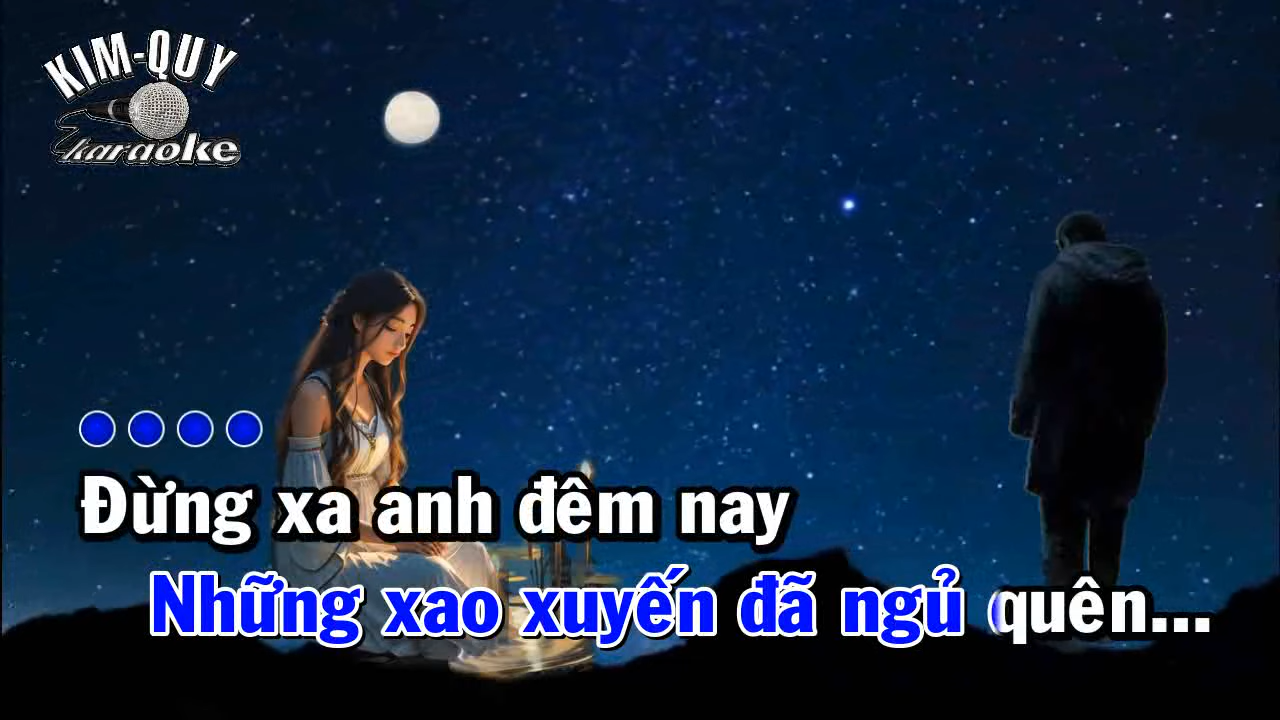 KIM-QUY
karaoke
Đừng xa anh đêm nay
Những xao xuyến đã ngủ quên...